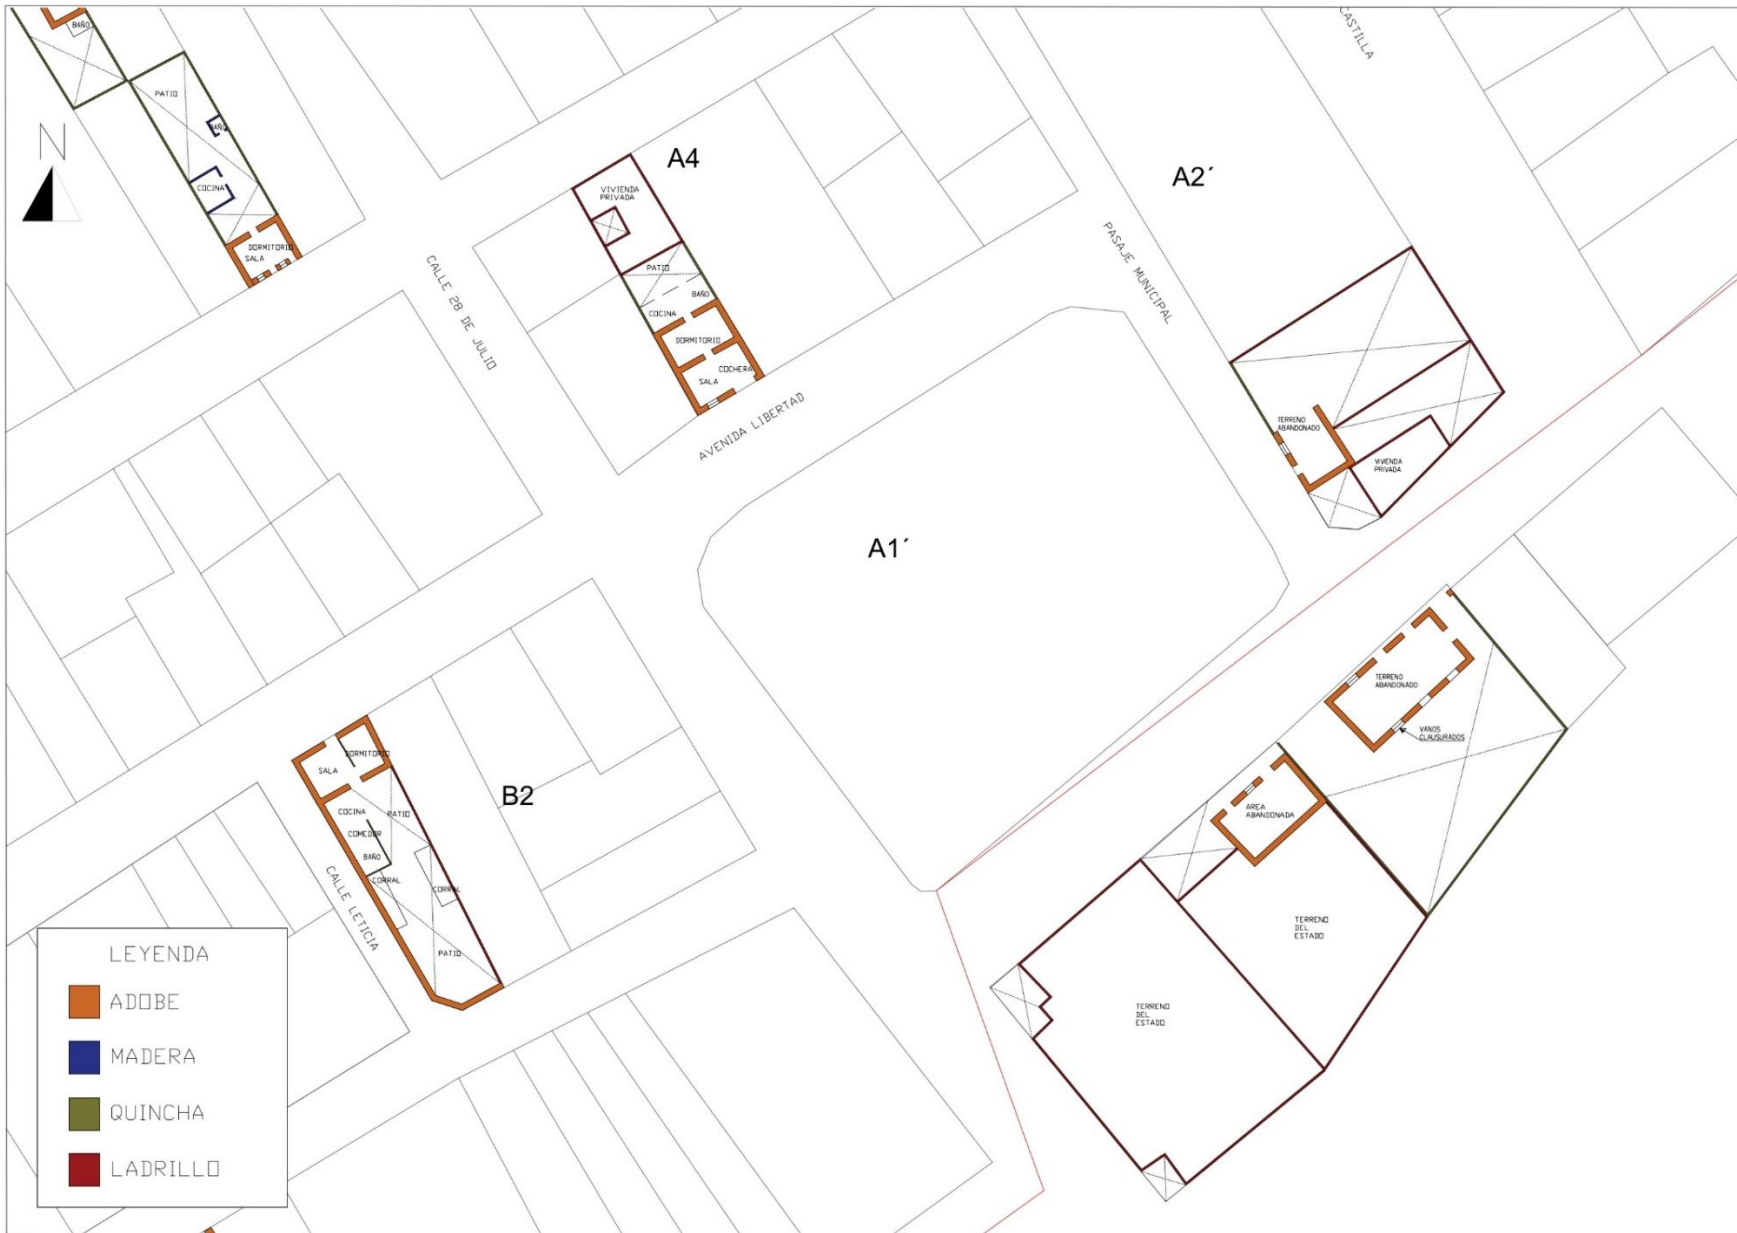 BAÑO
PATIO
BAÑO
COCINA
DORMITORIO
SALA
N
CALLE 28 DE JULIO
A4
VIVIENDA
PRIVADA
PATIO
BAÑO
COCINA
DORMITORIO
COCHERA
SALA
AVENIDA LIBERTAD
CASTILLA
A2´
PASAJE MUNICIPAL
TERRENO
ABANDONADO
VIVIENDA
PRIVADA
A1´
TERRENO
ABANDONADO
VANOS
CLAUSURADOS
AREA
ABANDONADA
TERRENO
DEL
ESTADO
TERRENO
DEL
ESTADO
B2
DORMITORIO
SALA
COCINA
PATIO
COMEDOR
BAÑO
CORRAL
CORRAL
PATIO
CALLE LETICIA
LEYENDA
ADOBE
MADERA
QUINCHA
LADRILLO